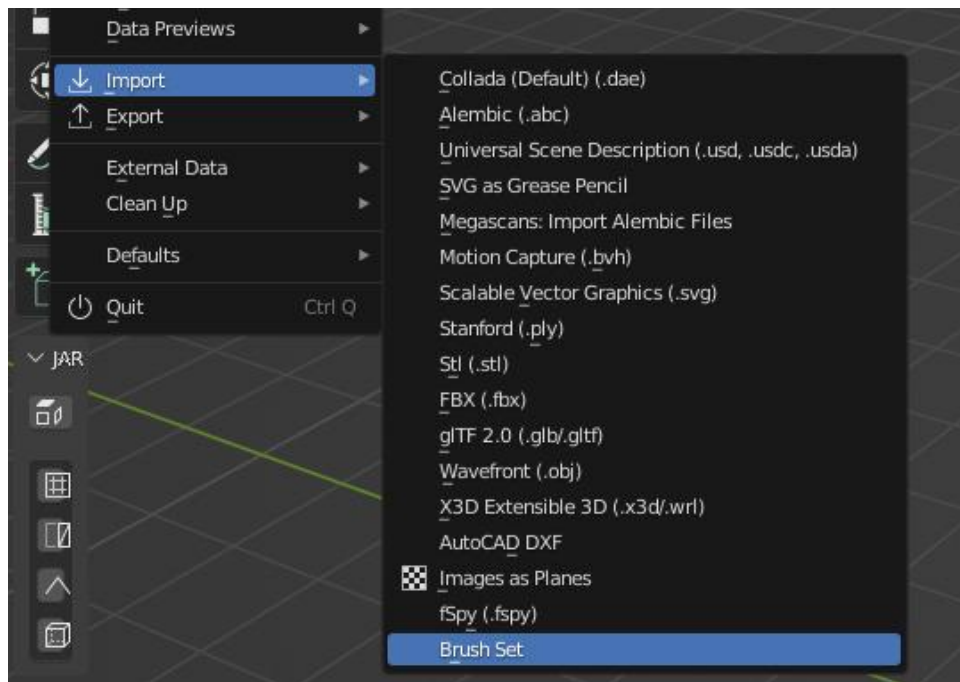 Data Previews
Import
Export
External Data
Clean Up
Defaults
Quit Ctrl Q
JAR
Collada (Default) (.dae)
Alembic (.abc)
Universal Scene Description (.usd, .usdc, .usda)
SVG as Grease Pencil
Megascans: Import Alembic Files
Motion Capture (.bvh)
Scalable Vector Graphics (.svg)
Stanford (.ply)
Stl (.stl)
FBX (.fbx)
glTF 2.0 (.glb/.gltf)
Wavefront (.obj)
X3D Extensible 3D (.x3d/.wrl)
AutoCAD DXF
Images as Planes
fSpy (.fspy)
Brush Set